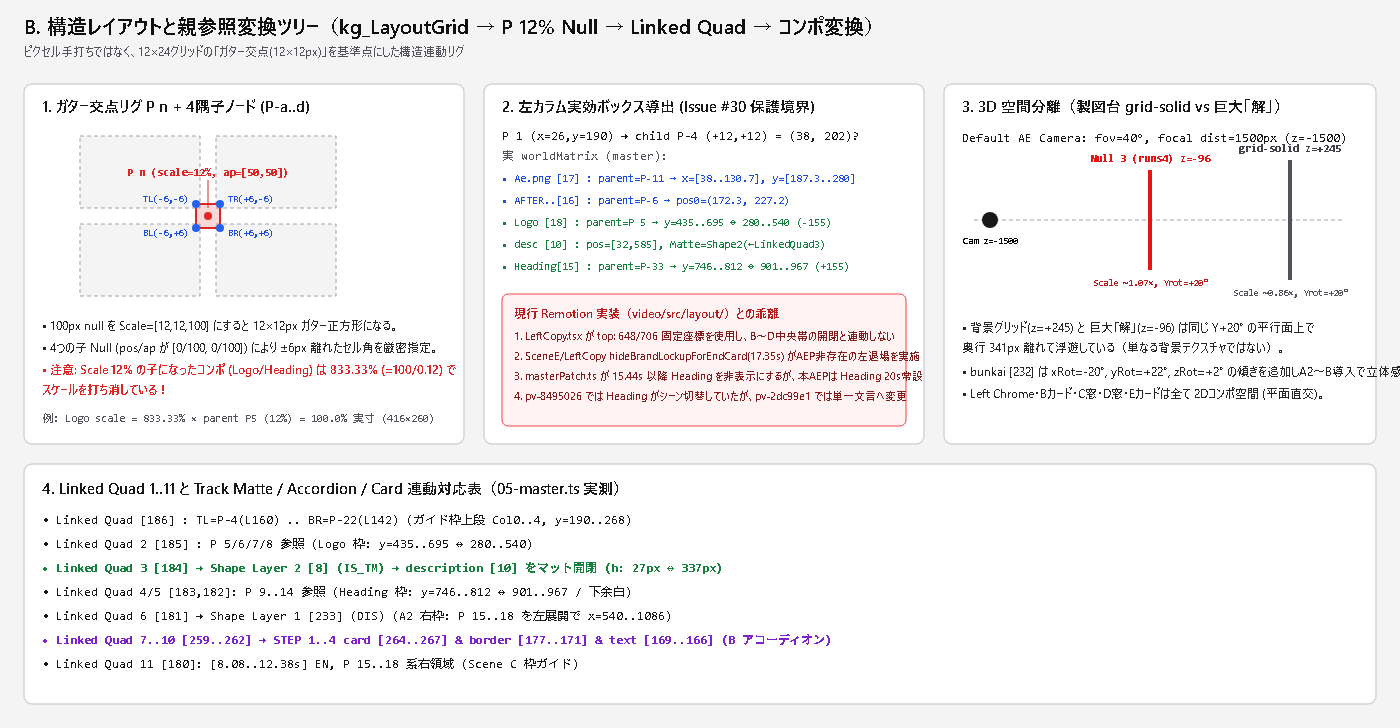 B. 構造レイアウトと親参照変換ツリー（kg_LayoutGrid → P 12% Null → Linked Quad → コンポ変換）
ピクセル手打ちではなく、12×24グリッドの「ガター交点(12×12px)」を基準点にした構造連動リグ
1. ガター交点リグ P n + 4隅子ノード (P-a..d)
P n (scale=12%, ap=[50,50])
TL(-6,-6)
TR(+6,-6)
BL(-6,+6)
BR(+6,+6)
• 100px null を Scale=[12,12,100] にすると 12×12px ガター正方形になる。
• 4つの子 Null (pos/ap が [0/100, 0/100]) により ±6px 離れたセル角を厳密指定。
• 注意: Scale 12% の子になったコンポ (Logo/Heading) は 833.33% (=100/0.12) で
スケールを打ち消している！
例: Logo scale = 833.33% × parent P5 (12%) = 100.0% 実寸 (416×260)
2. 左カラム実効ボックス導出 (Issue #30 保護境界)
P 1 (x=26,y=190) → child P-4 (+12,+12) = (38, 202)?
実 worldMatrix (master):
• Ae.png [17] : parent=P-11 → x=[38..130.7], y=[187.3..280]
• AFTER..[16] : parent=P-6 → pos0=(172.3, 227.2)
• Logo [18] : parent=P 5 → y=435..695 ↔ 280..540 (-155)
• desc [10] : pos=[32,585], Matte=Shape2(←LinkedQuad3)
• Heading[15] : parent=P-33 → y=746..812 ↔ 901..967 (+155)
現行 Remotion 実装（video/src/layout/）との乖離
1. LeftCopy.tsx が top: 648/706 固定座標を使用し、B〜D中央帯の開閉と連動しない
2. SceneE/LeftCopy hideBrandLockupForEndCard(17.35s) がAEP非存在の左退場を実施
3. masterPatch.ts が 15.44s 以降 Heading を非表示にするが、本AEPは Heading 20s常設
4. pv-8495026 では Heading がシーン切替していたが、pv-2dc99e1 では単一文言へ変更
3. 3D 空間分離（製図台 grid-solid vs 巨大「解」）
Default AE Camera: fov=40°, focal dist=1500px (z=-1500)
Null 3 (runs4) z=-96
grid-solid z=+245
Cam z=-1500
Scale ~1.07×, Yrot=+20°
Scale ~0.86×, Yrot=+20°
• 背景グリッド(z=+245) と 巨大「解」(z=-96) は同じ Y+20° の平行面上で
奥行 341px 離れて浮遊している（単なる背景テクスチャではない）。
• bunkai [232] は xRot=-20°, yRot=+22°, zRot=+2° の傾きを追加しA2〜B導入で立体感
• Left Chrome・Bカード・C窓・D窓・Eカードは全て 2Dコンポ空間 (平面直交)。
4. Linked Quad 1..11 と Track Matte / Accordion / Card 連動対応表（05-master.ts 実測）
• Linked Quad [186] : TL=P-4(L160) .. BR=P-22(L142) (ガイド枠上段 Col0..4, y=190..268)
• Linked Quad 2 [185] : P 5/6/7/8 参照 (Logo 枠: y=435..695 ↔ 280..540)
• Linked Quad 3 [184] → Shape Layer 2 [8] (IS_TM) → description [10] をマット開閉 (h: 27px ↔ 337px)
• Linked Quad 4/5 [183,182]: P 9..14 参照 (Heading 枠: y=746..812 ↔ 901..967 / 下余白)
• Linked Quad 6 [181] → Shape Layer 1 [233] (DIS) (A2 右枠: P 15..18 を左展開で x=540..1086)
• Linked Quad 7..10 [259..262] → STEP 1..4 card [264..267] & border [177..171] & text [169..166] (B アコーディオン)
• Linked Quad 11 [180]: [8.08..12.38s] EN, P 15..18 系右領域 (Scene C 枠ガイド)